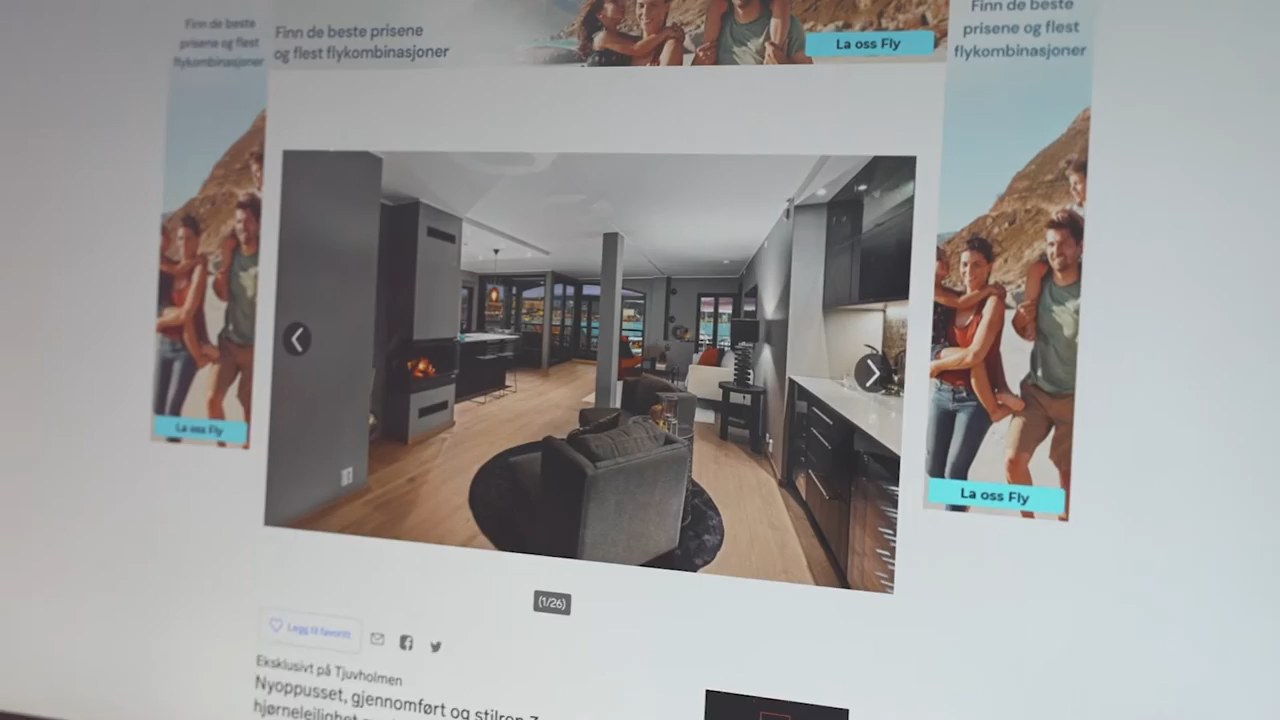 Finn de beste
prisene og flest
flykombinasjoner
Finn de beste prisene
og flest flykombinasjoner
La oss Fly
Finn de beste
prisene og flest
flykombinasjoner
La oss Fly
La oss Fly
(1/26)
Legg til favoritt
Eksklusivt på Tjuvholmen
Nyoppusset, gjennomført og stilren
hjørneleilighet